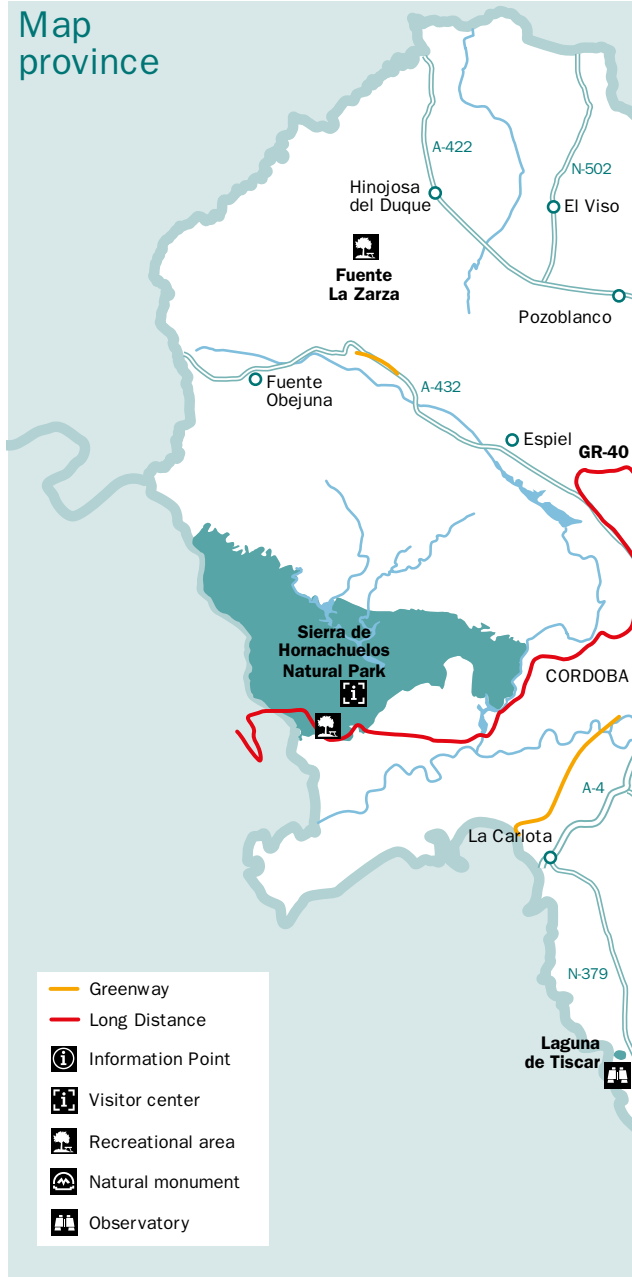 Map
province
A-422
N-502
Hinojosa
del Duque
El Viso
Fuente
La Zarza
Pozoblanco
Fuente
Obejuna
A-432
Espiel
GR-40
Sierra de
Hornachuelos
Natural Park
CORDOBA
A-4
La Carlota
N-379
Laguna
de Tiscar
Greenway
Long Distance
Information Point
Visitor center
Recreational area
Natural monument
Observatory